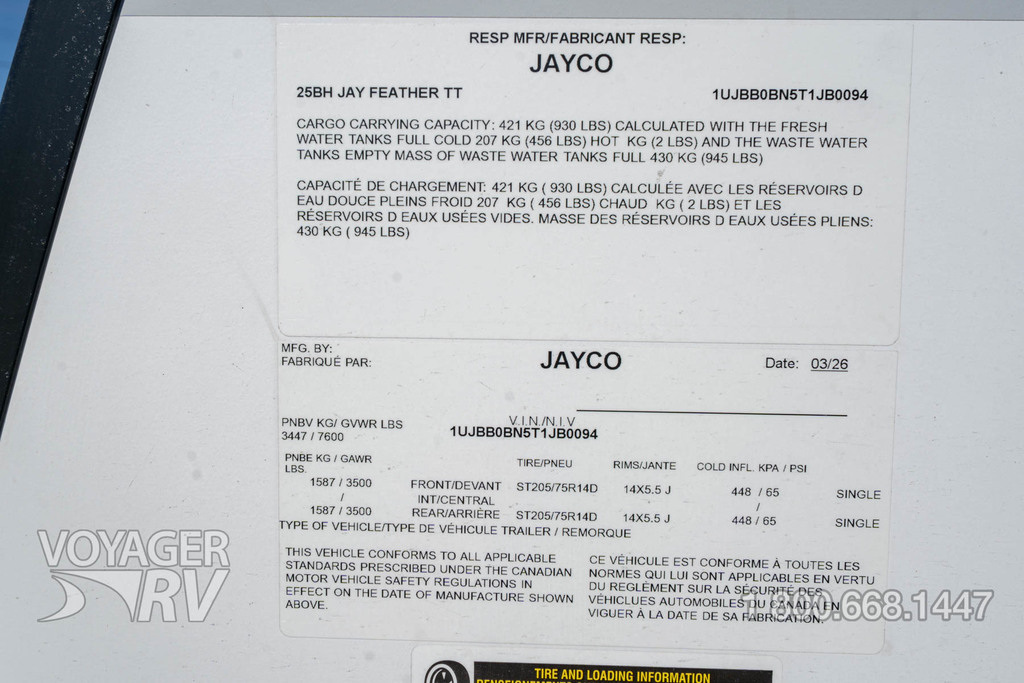 RESP MFR/FABRICANT RESP:
JAYCO
25BH JAY FEATHER TT 1UJBB0BN5T1JB0094
CARGO CARRYING CAPACITY: 421 KG (930 LBS) CALCULATED WITH THE FRESH
WATER TANKS FULL COLD 207 KG (456 LBS) HOT KG (2 LBS) AND THE WASTE WATER
TANKS EMPTY MASS OF WASTE WATER TANKS FULL 430 KG (945 LBS)
CAPACITÉ DE CHARGEMENT: 421 KG ( 930 LBS) CALCULÉE AVEC LES RÉSERVOIRS D
EAU DOUCE PLEINS FROID 207 KG ( 456 LBS) CHAUD KG ( 2 LBS) ET LES
RÉSERVOIRS D EAUX USÉES VIDES. MASSE DES RÉSERVOIRS D EAUX USÉES PLIENS:
430 KG ( 945 LBS)
MFG. BY:
FABRIQUÉ PAR: JAYCO Date: 03/26
V.I.N./N.I.V
PNBV KG/ GVWR LBS 1UJBB0BN5T1JB0094
3447 / 7600
PNBE KG / GAWR LBS. TIRE/PNEU RIMS/JANTE COLD INFL. KPA / PSI
1587 / 3500 FRONT/DEVANT ST205/75R14D 14X5.5 J 448 / 65 SINGLE
/ INT/CENTRAL /
1587 / 3500 REAR/ARRIÈRE ST205/75R14D 14X5.5 J 448 / 65 SINGLE
TYPE OF VEHICLE/TYPE DE VÉHICULE TRAILER / REMORQUE
THIS VEHICLE CONFORMS TO ALL APPLICABLE
STANDARDS PRESCRIBED UNDER THE CANADIAN
MOTOR VEHICLE SAFETY REGULATIONS IN
EFFECT ON THE DATE OF MANUFACTURE SHOWN
ABOVE.
CE VÉHICULE EST CONFORME À TOUTES LES
NORMES QUI LUI SONT APPLICABLES EN VERTU
DU REGLEMENT SUR LA SÉCURITÉ DES
VÉHICLUES AUTOMOBILES DU CANADA EN
VIGUER À LA DATE DE SA FABRICATION.
VOYAGER
RV
1.800.668.1447
TIRE AND LOADING INFORMATION